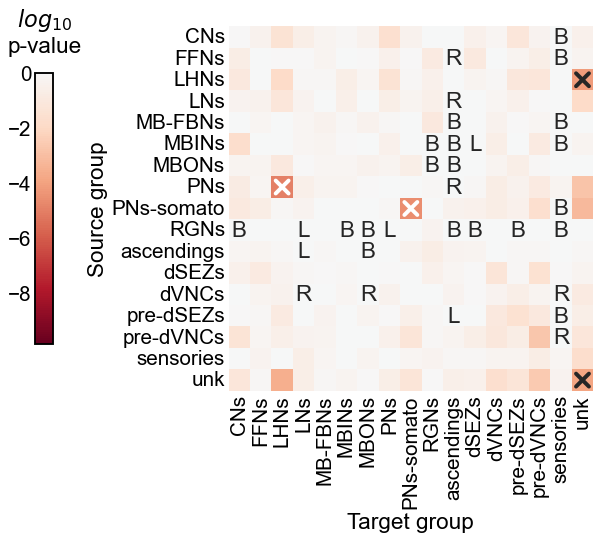 log10
p-value
0
−2
−4
−6
−8
Source group
CNs B
FFNs R B
LHNs
LNs R
MB-FBNs B B
MBINs B B L B
MBONs B B
PNs R
PNs-somato B
RGNs B L B B L B B B B
ascendings L B
dSEZs
dVNCs R R R
pre-dSEZs L B
pre-dVNCs R
sensories
unk
CNs
FFNs
LHNs
LNs
MB-FBNs
MBINs
MBONs
PNs
PNs-somato
RGNs
ascendings
dSEZs
dVNCs
pre-dSEZs
pre-dVNCs
sensories
unk
Target group